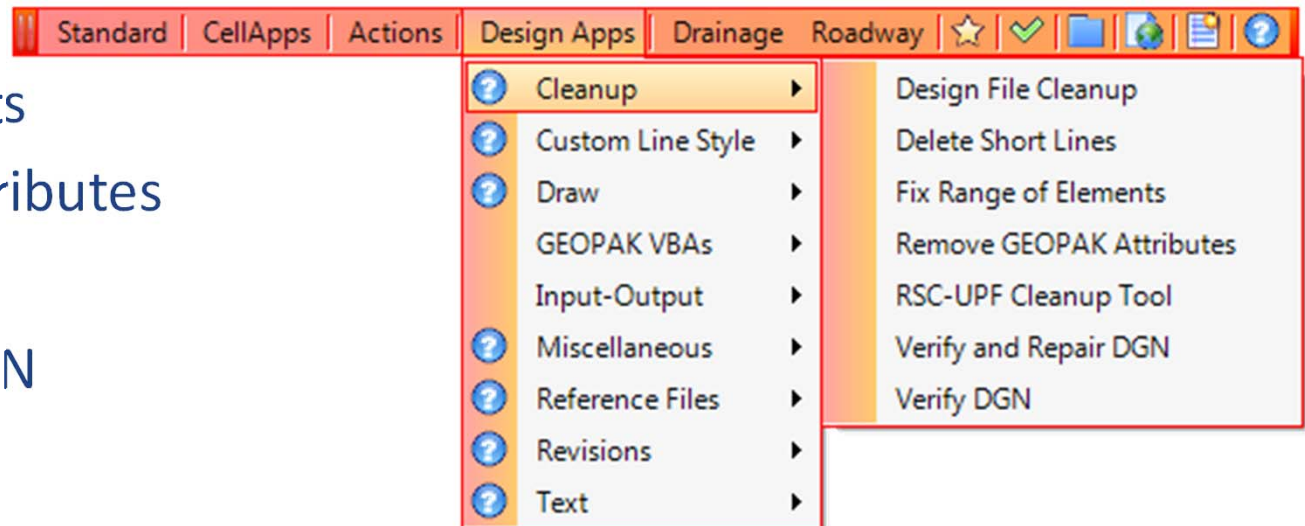 Standard CellApps Actions Design Apps Drainage Roadway
ts
ributes
N
Cleanup
Custom Line Style
Draw
GEOPAK VBAs
Input-Output
Miscellaneous
Reference Files
Revisions
Text
Design File Cleanup
Delete Short Lines
Fix Range of Elements
Remove GEOPAK Attributes
RSC-UPF Cleanup Tool
Verify and Repair DGN
Verify DGN